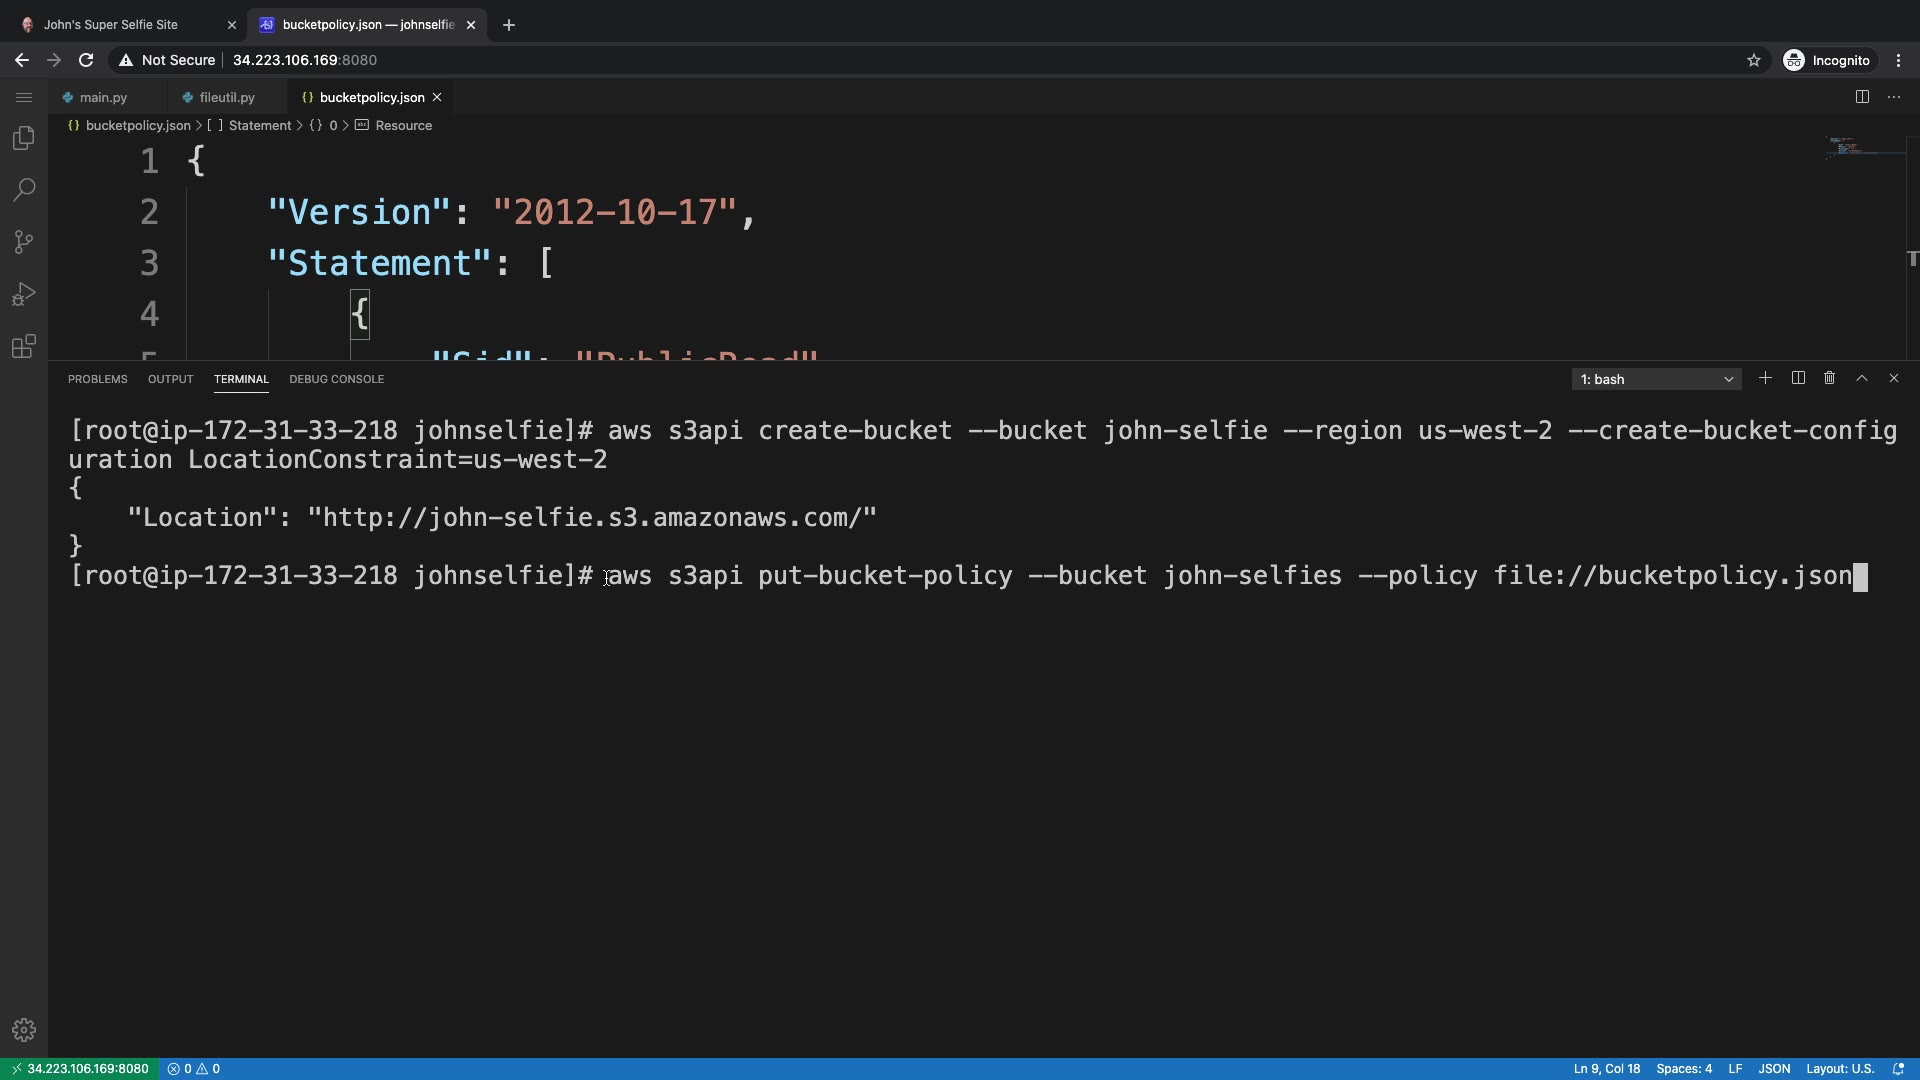 John's Super Selfie Site
bucketpolicy.json — johnselfie
Not Secure 34.223.106.169:8080
Incognito
main.py
fileutil.py
{} bucketpolicy.json
{} bucketpolicy.json > [ ] Statement > {} 0 > Resource
1 {
2 "Version": "2012-10-17",
3 "Statement": [
4 {
5 "Sid": "PublicRead"
PROBLEMS OUTPUT TERMINAL DEBUG CONSOLE
1: bash
[root@ip-172-31-33-218 johnselfie]# aws s3api create-bucket --bucket john-selfie --region us-west-2 --create-bucket-config
uration LocationConstraint=us-west-2
{
"Location": "http://john-selfie.s3.amazonaws.com/"
}
[root@ip-172-31-33-218 johnselfie]# aws s3api put-bucket-policy --bucket john-selfies --policy file://bucketpolicy.json
34.223.106.169:8080 0 0
Ln 9, Col 18 Spaces: 4 LF JSON Layout: U.S.